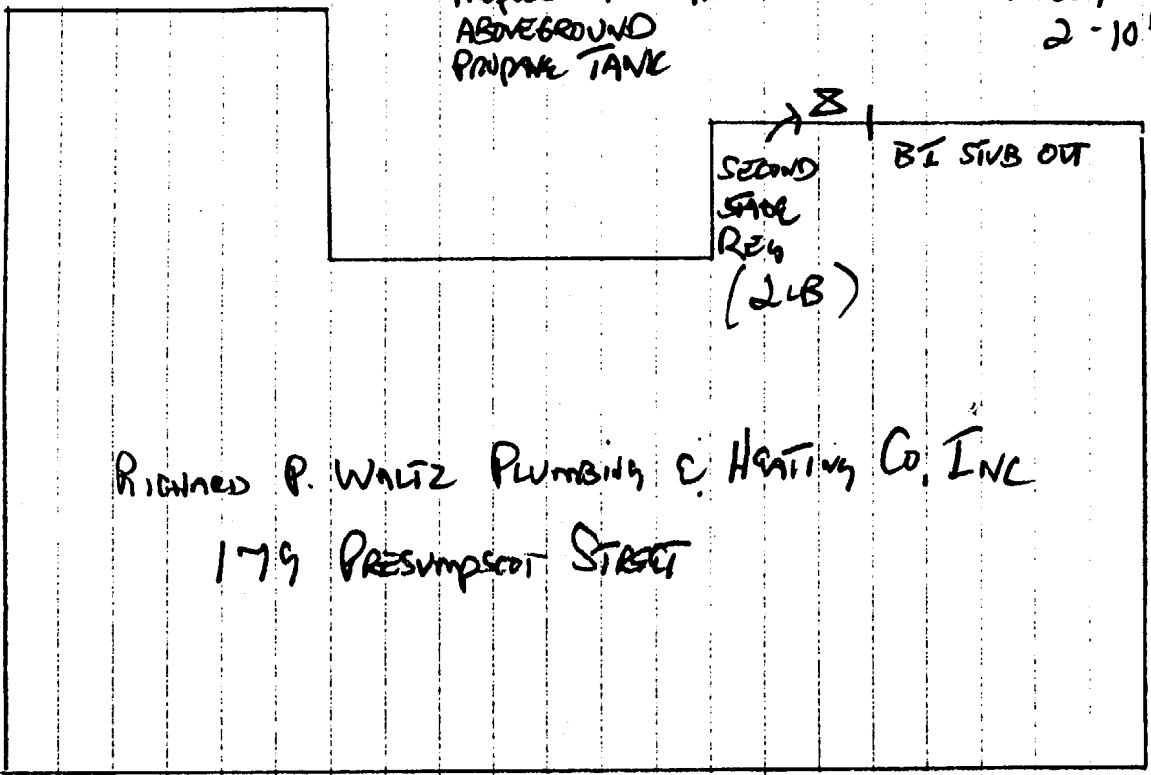 ABOVEGROUND
2-10'
PROPANE TANK
BI STUB OUT
SECOND
STAGE
REG
(2LB)
RICHARD P. WALTZ PLUMBING & HEATING CO, INC
179 PRESUMPSCOT STREET